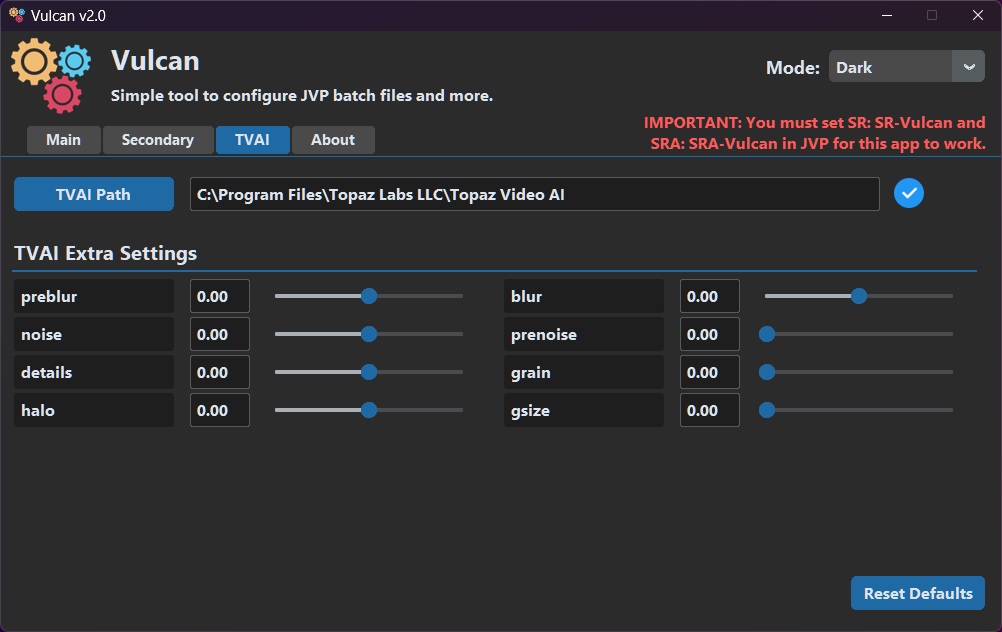 Vulcan v2.0
Vulcan
Mode: Dark
Simple tool to configure JVP batch files and more.
IMPORTANT: You must set SR: SR-Vulcan and
SRA: SRA-Vulcan in JVP for this app to work.
Main Secondary TVAI About
TVAI Path C:\Program Files\Topaz Labs LLC\Topaz Video AI
TVAI Extra Settings
preblur 0.00 blur 0.00
noise 0.00 prenoise 0.00
details 0.00 grain 0.00
halo 0.00 gsize 0.00
Reset Defaults